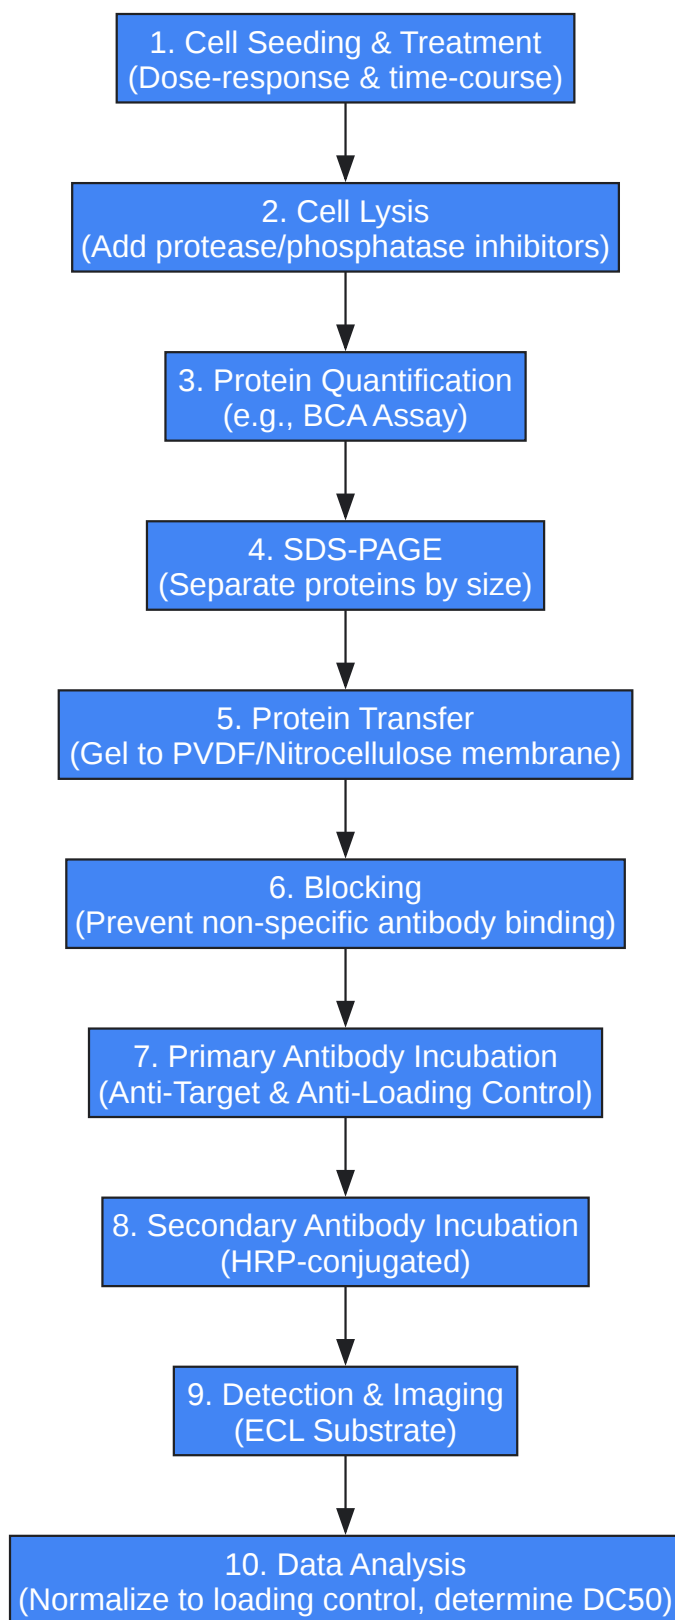 1. Cell Seeding & Treatment
(Dose-response & time-course)
2. Cell Lysis
(Add protease/phosphatase inhibitors)
3. Protein Quantification
(e.g., BCA Assay)
4. SDS-PAGE
(Separate proteins by size)
5. Protein Transfer
(Gel to PVDF/Nitrocellulose membrane)
6. Blocking
(Prevent non-specific antibody binding)
7. Primary Antibody Incubation
(Anti-Target & Anti-Loading Control)
8. Secondary Antibody Incubation
(HRP-conjugated)
9. Detection & Imaging
(ECL Substrate)
10. Data Analysis
(Normalize to loading control, determine DC50)